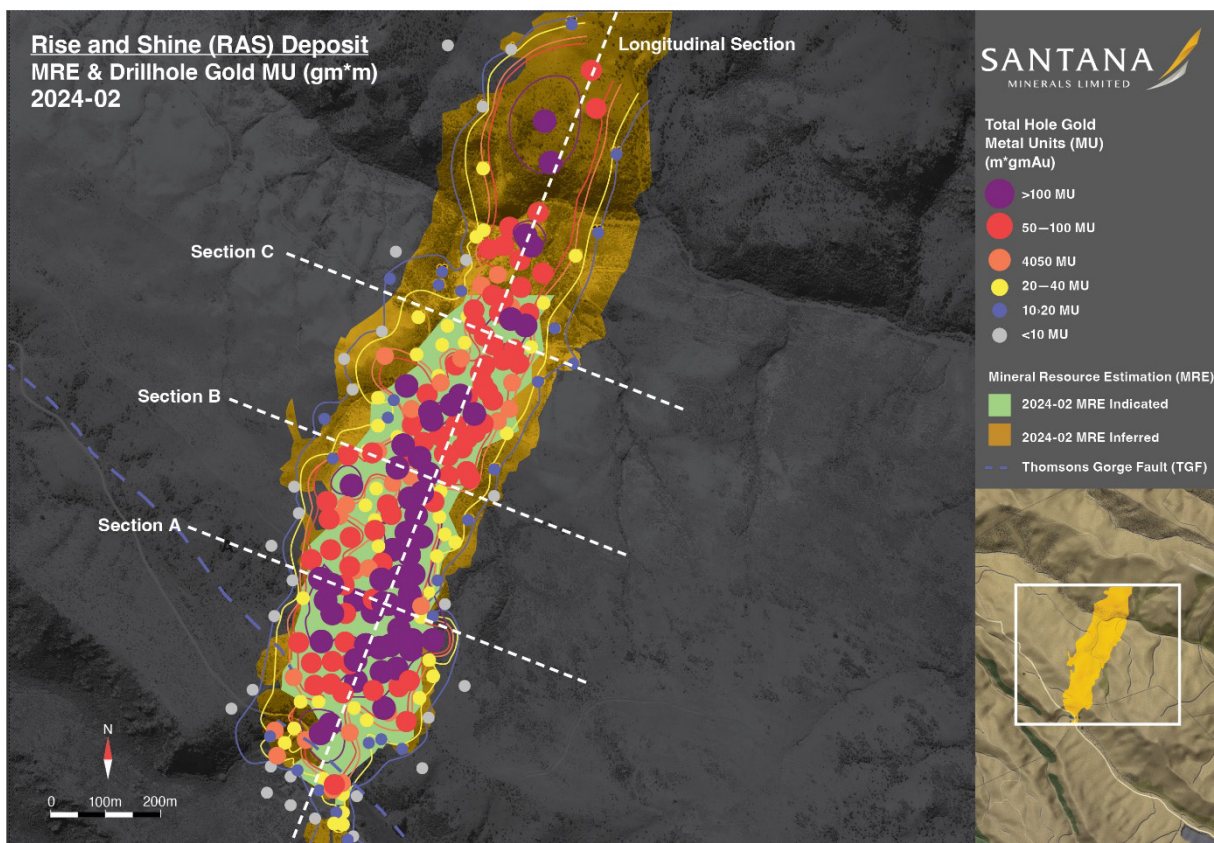 Rise and Shine (RAS) Deposit
MRE & Drillhole Gold MU (gm*m)
2024-02
Longitudinal Section
Section C
Section B
Section A
N
0 100m 200m
SANTANA
MINERALS LIMITED
Total Hole Gold
Metal Units (MU)
(m*gmAu)
>100 MU
50—100 MU
4050 MU
20—40 MU
10›20 MU
<10 MU
Mineral Resource Estimation (MRE)
2024-02 MRE Indicated
2024-02 MRE Inferred
Thomsons Gorge Fault (TGF)